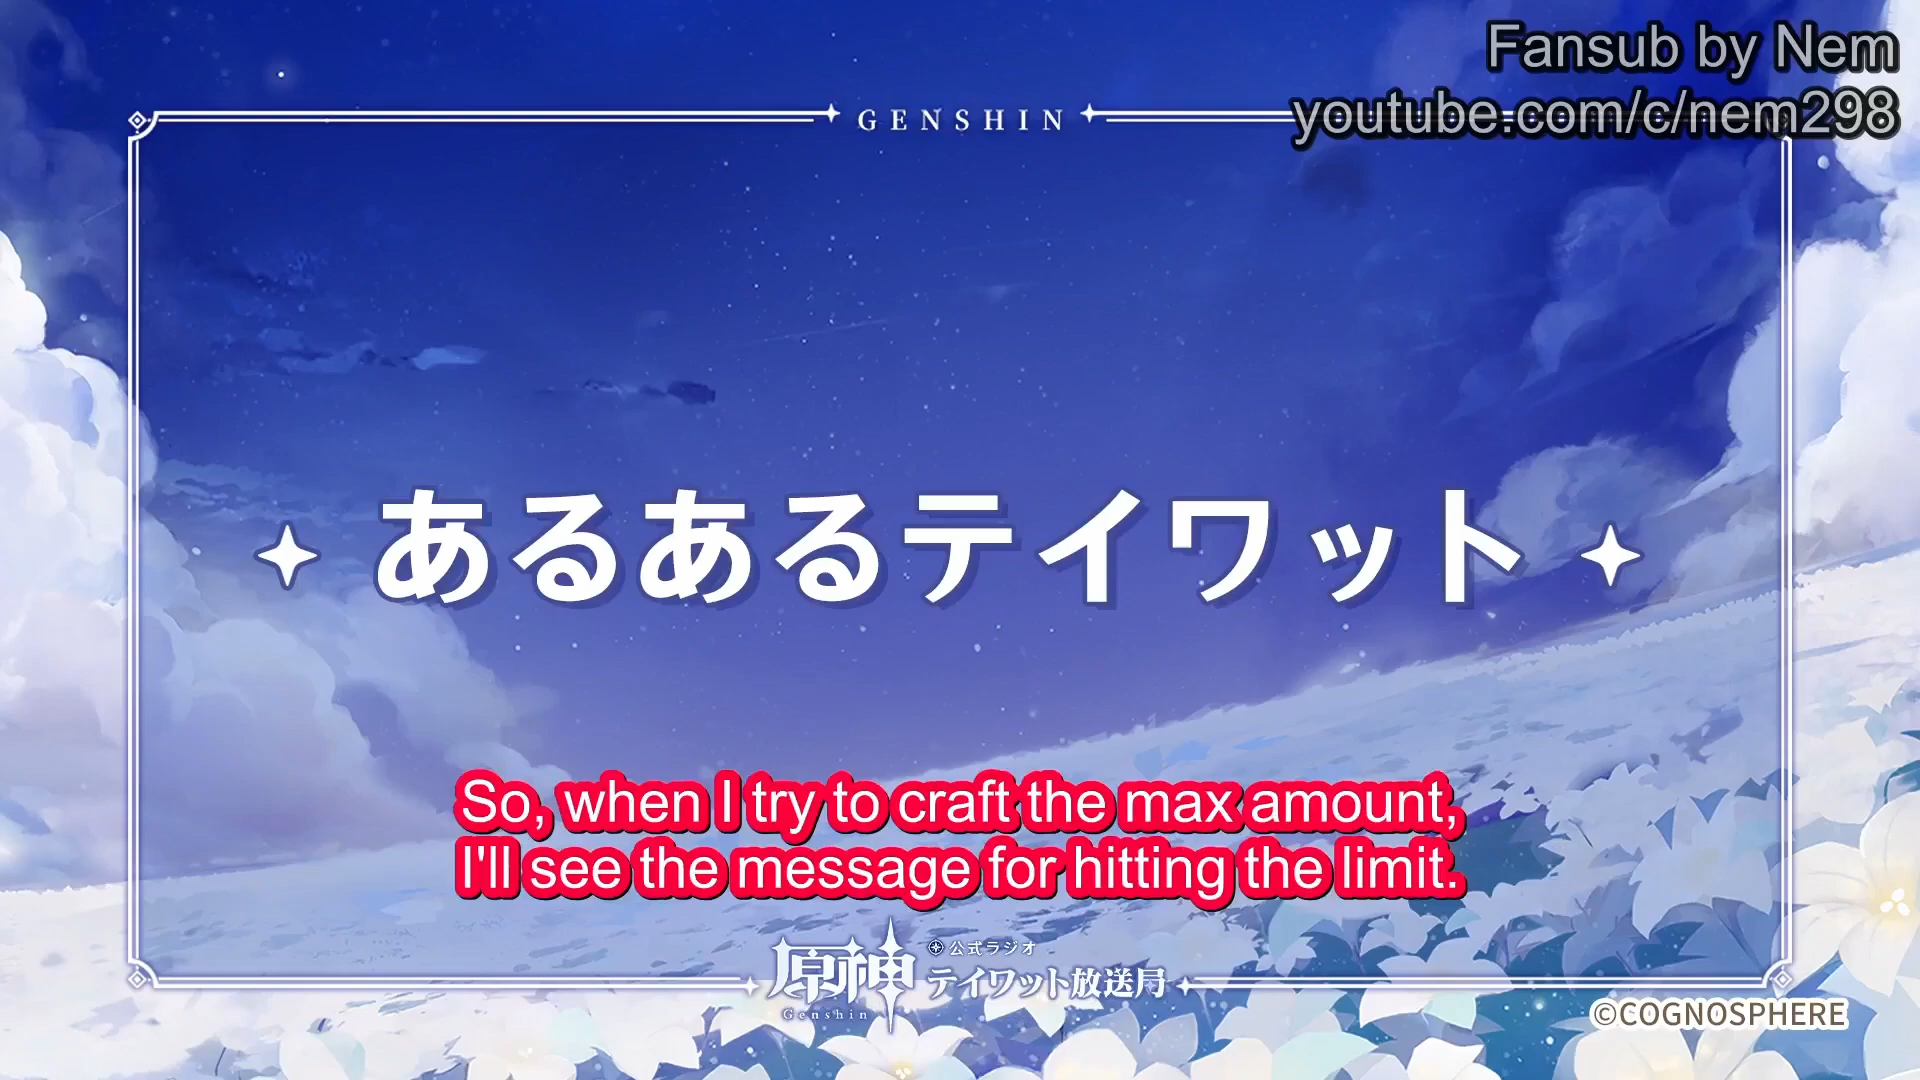 Fansub by Nem
youtube.com/c/nem298
GENSHIN
あるあるテイワット
So, when I try to craft the max amount,
I'll see the message for hitting the limit.
原神
Genshin
公式ラジオ
テイワット放送局
©COGNOSPHERE